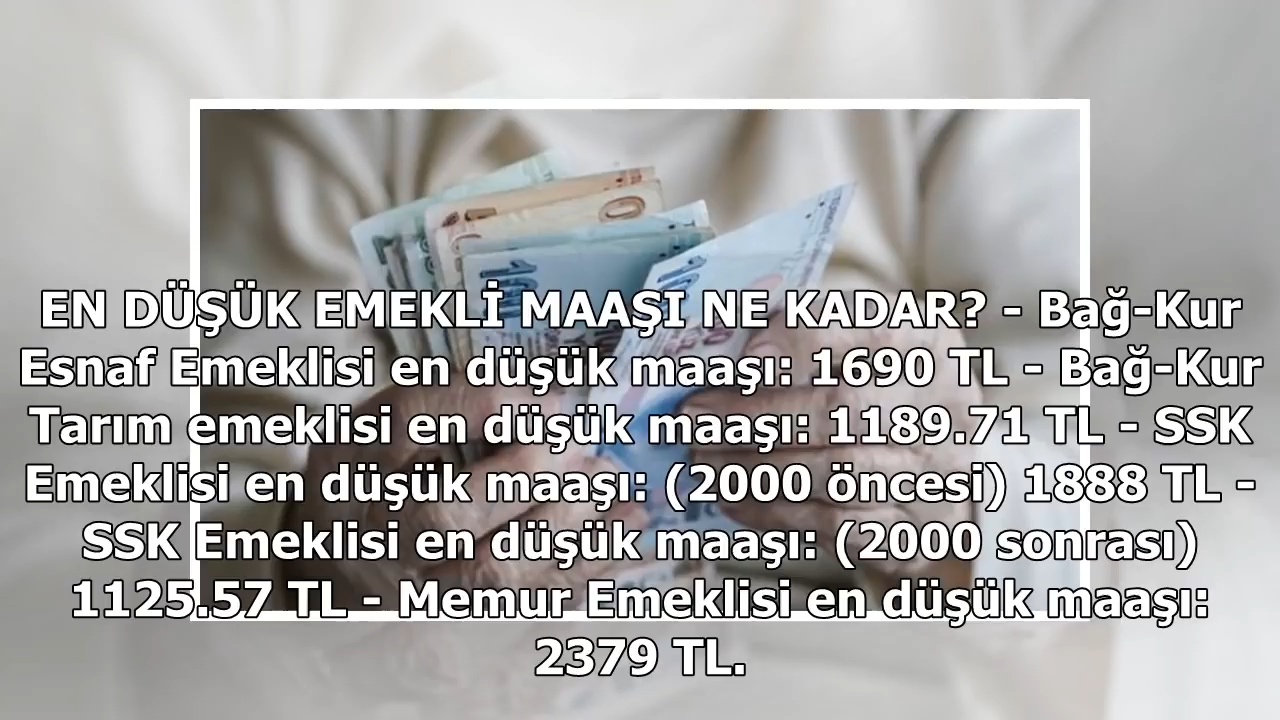 EN DÜŞÜK EMEKLİ MAAŞI NE KADAR? - Bağ-Kur
Esnaf Emeklisi en düşük maaşı: 1690 TL - Bağ-Kur
Tarım emeklisi en düşük maaşı: 1189.71 TL - SSK
Emeklisi en düşük maaşı: (2000 öncesi) 1888 TL -
SSK Emeklisi en düşük maaşı: (2000 sonrası)
1125.57 TL - Memur Emeklisi en düşük maaşı:
2379 TL.